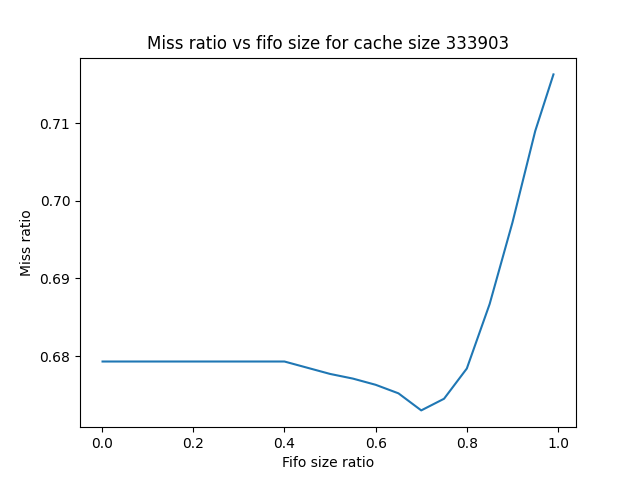 Miss ratio vs fifo size for cache size 333903
0.71
0.70
0.69
0.68
Miss ratio
0.0 0.2 0.4 0.6 0.8 1.0
Fifo size ratio